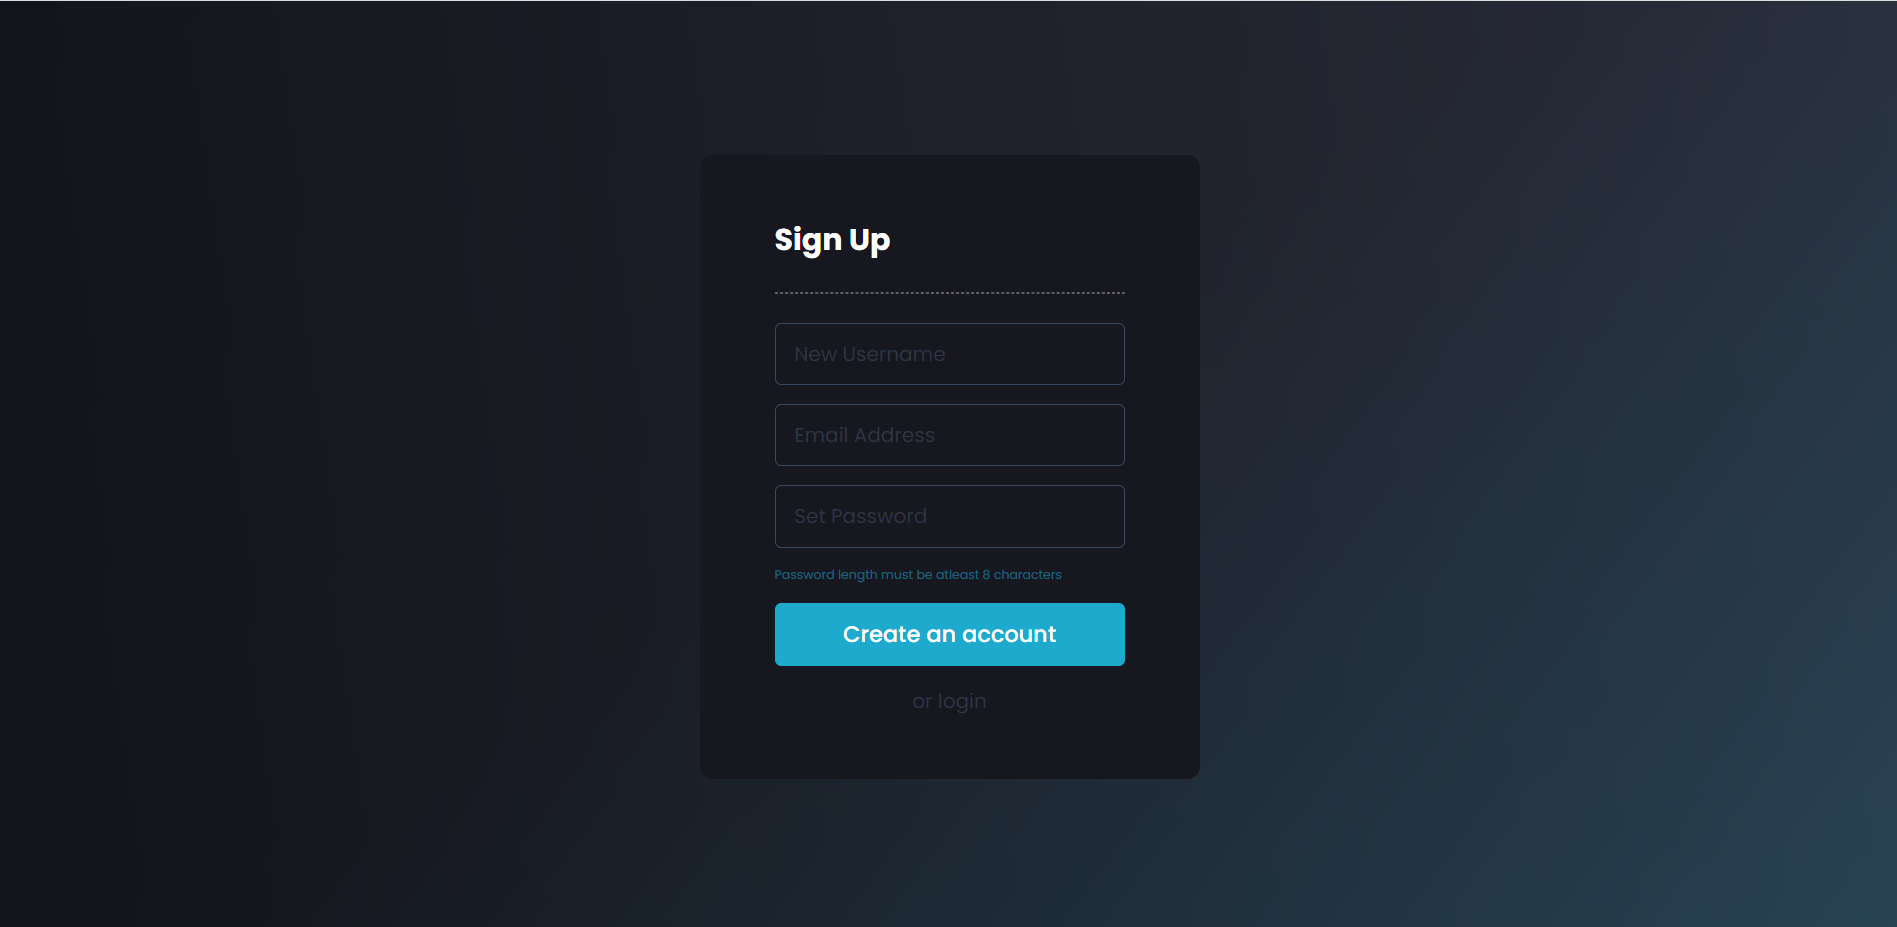 Sign Up
New Username
Email Address
Set Password
Password length must be atleast 8 characters
Create an account
or login